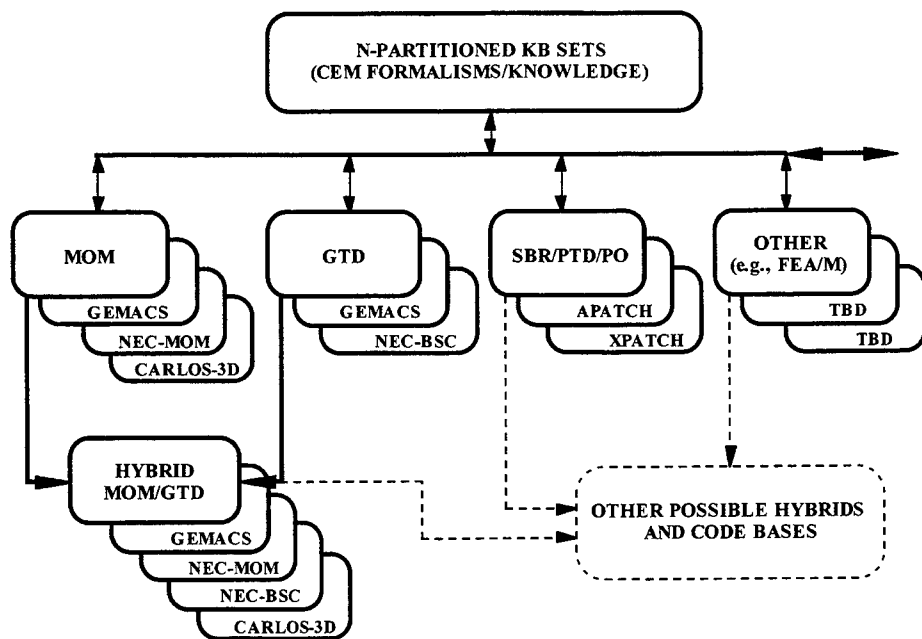 N-PARTITIONED KB SETS
(CEM FORMALISMS/KNOWLEDGE)
MOM
GEMACS
NEC-MOM
CARLOS-3D
GTD
GEMACS
NEC-BSC
SBR/PTD/PO
APATCH
XPATCH
OTHER
(e.g., FEA/M)
TBD
TBD
HYBRID
MOM/GTD
GEMACS
NEC-MOM
NEC-BSC
CARLOS-3D
OTHER POSSIBLE HYBRIDS
AND CODE BASES